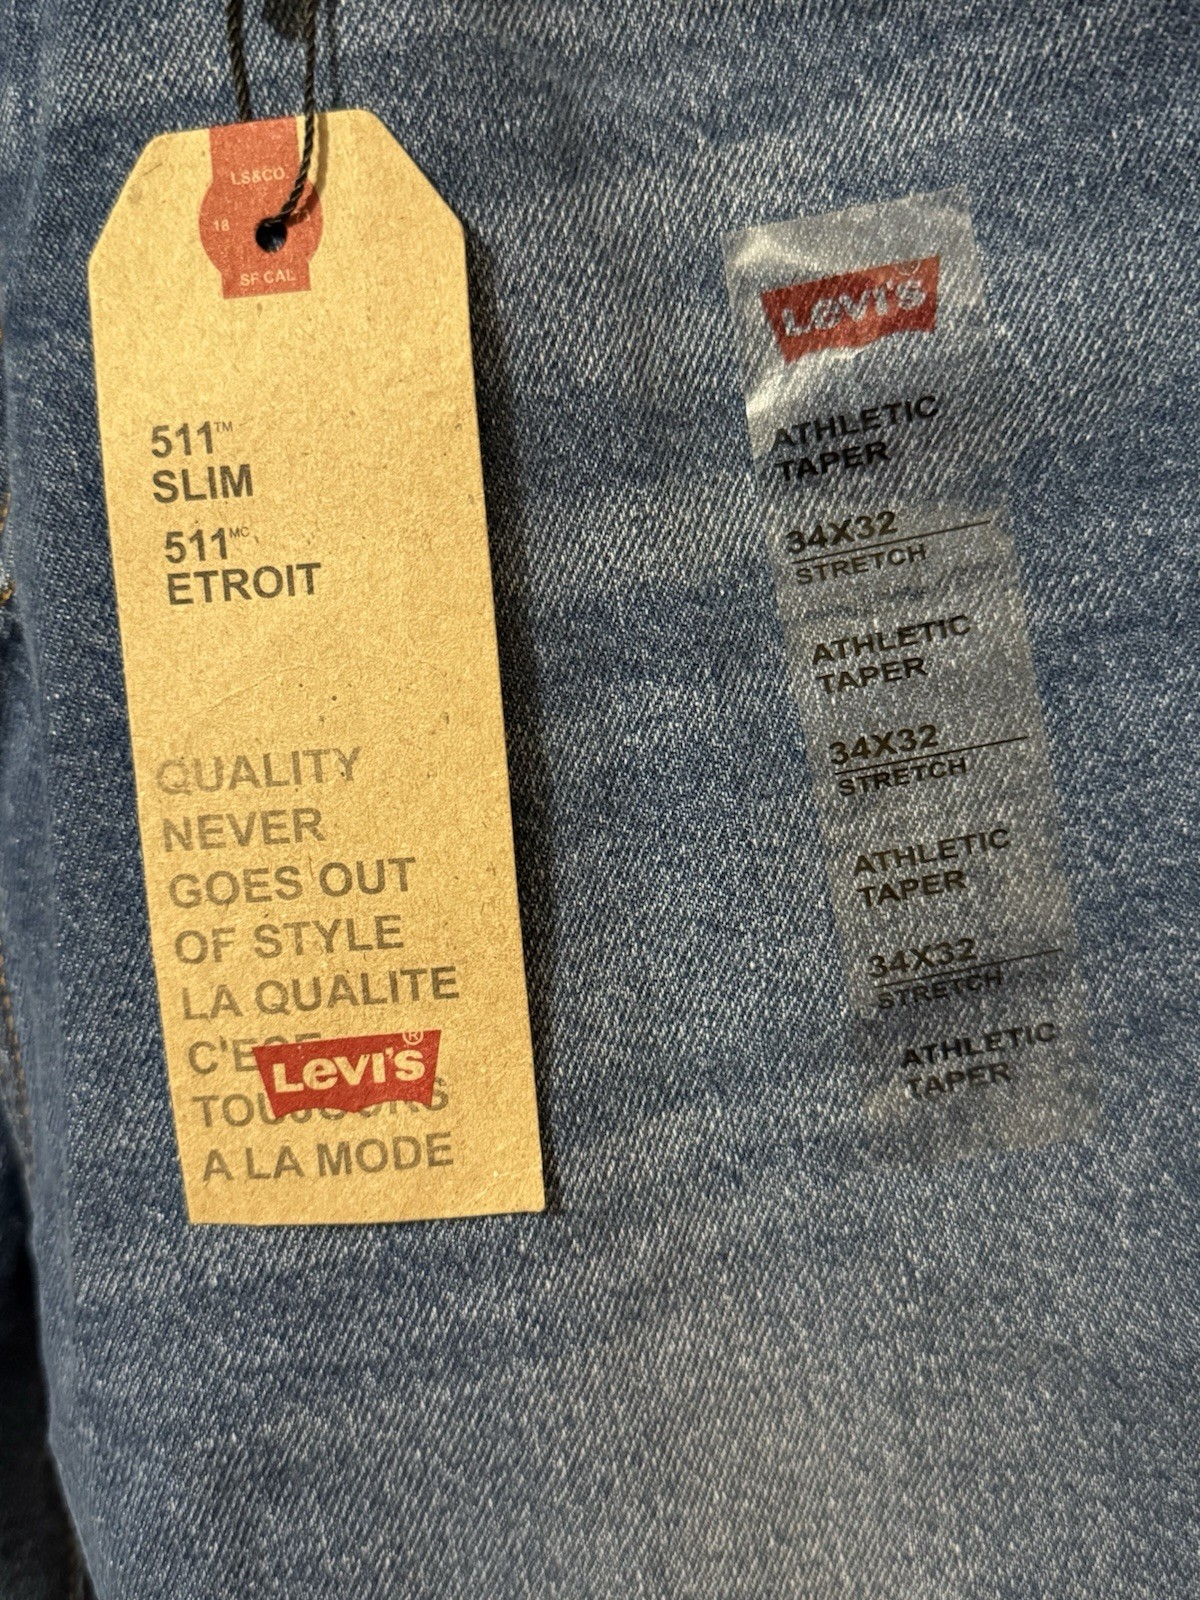 LS&CO.
18
SF CAL
511™
SLIM
511MC
ETROIT
QUALITY
NEVER
GOES OUT
OF STYLE
LA QUALITE
Levi's®
A LA MODE
Levi's®
ATHLETIC
TAPER
34X32
STRETCH
ATHLETIC
TAPER
34X32
STRETCH
ATHLETIC
TAPER
34X32
STRETCH
ATHLETIC
TAPER